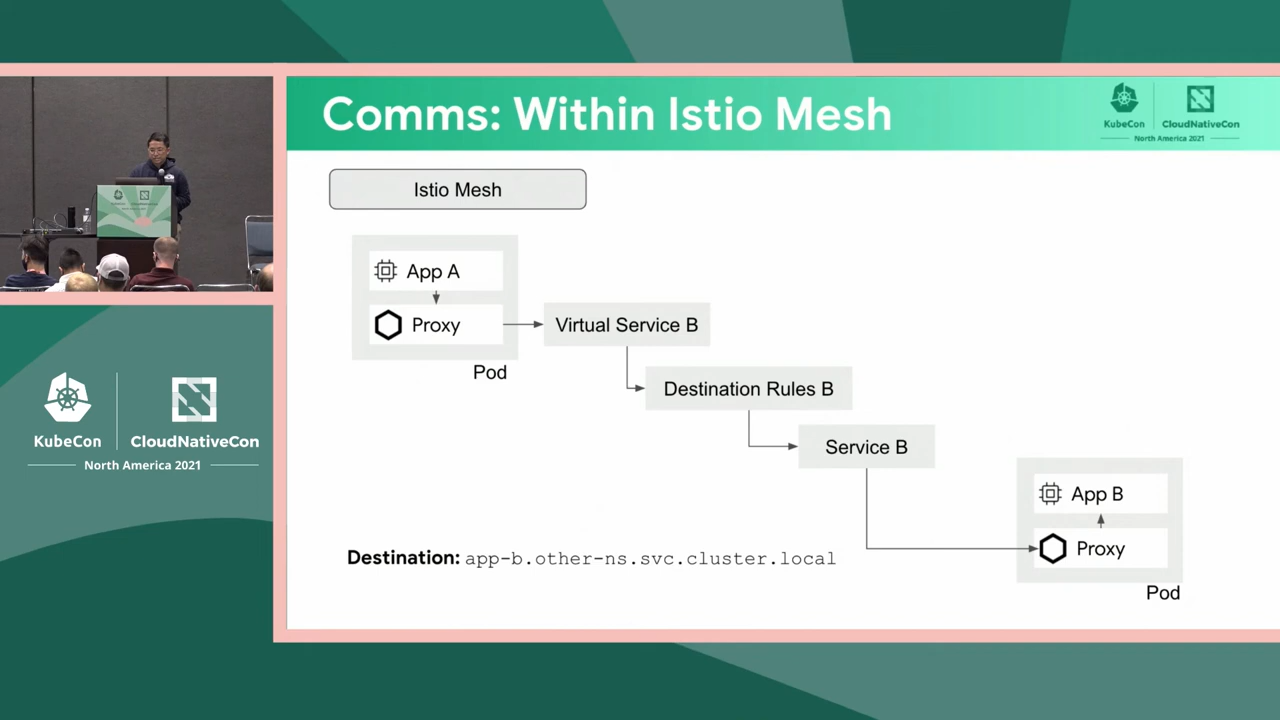 Comms: Within Istio Mesh
KubeCon
CloudNativeCon
North America 2021
Istio Mesh
App A
Proxy
Pod
Virtual Service B
Destination Rules B
Service B
App B
Proxy
Pod
Destination: app-b.other-ns.svc.cluster.local
KubeCon
CloudNativeCon
North America 2021